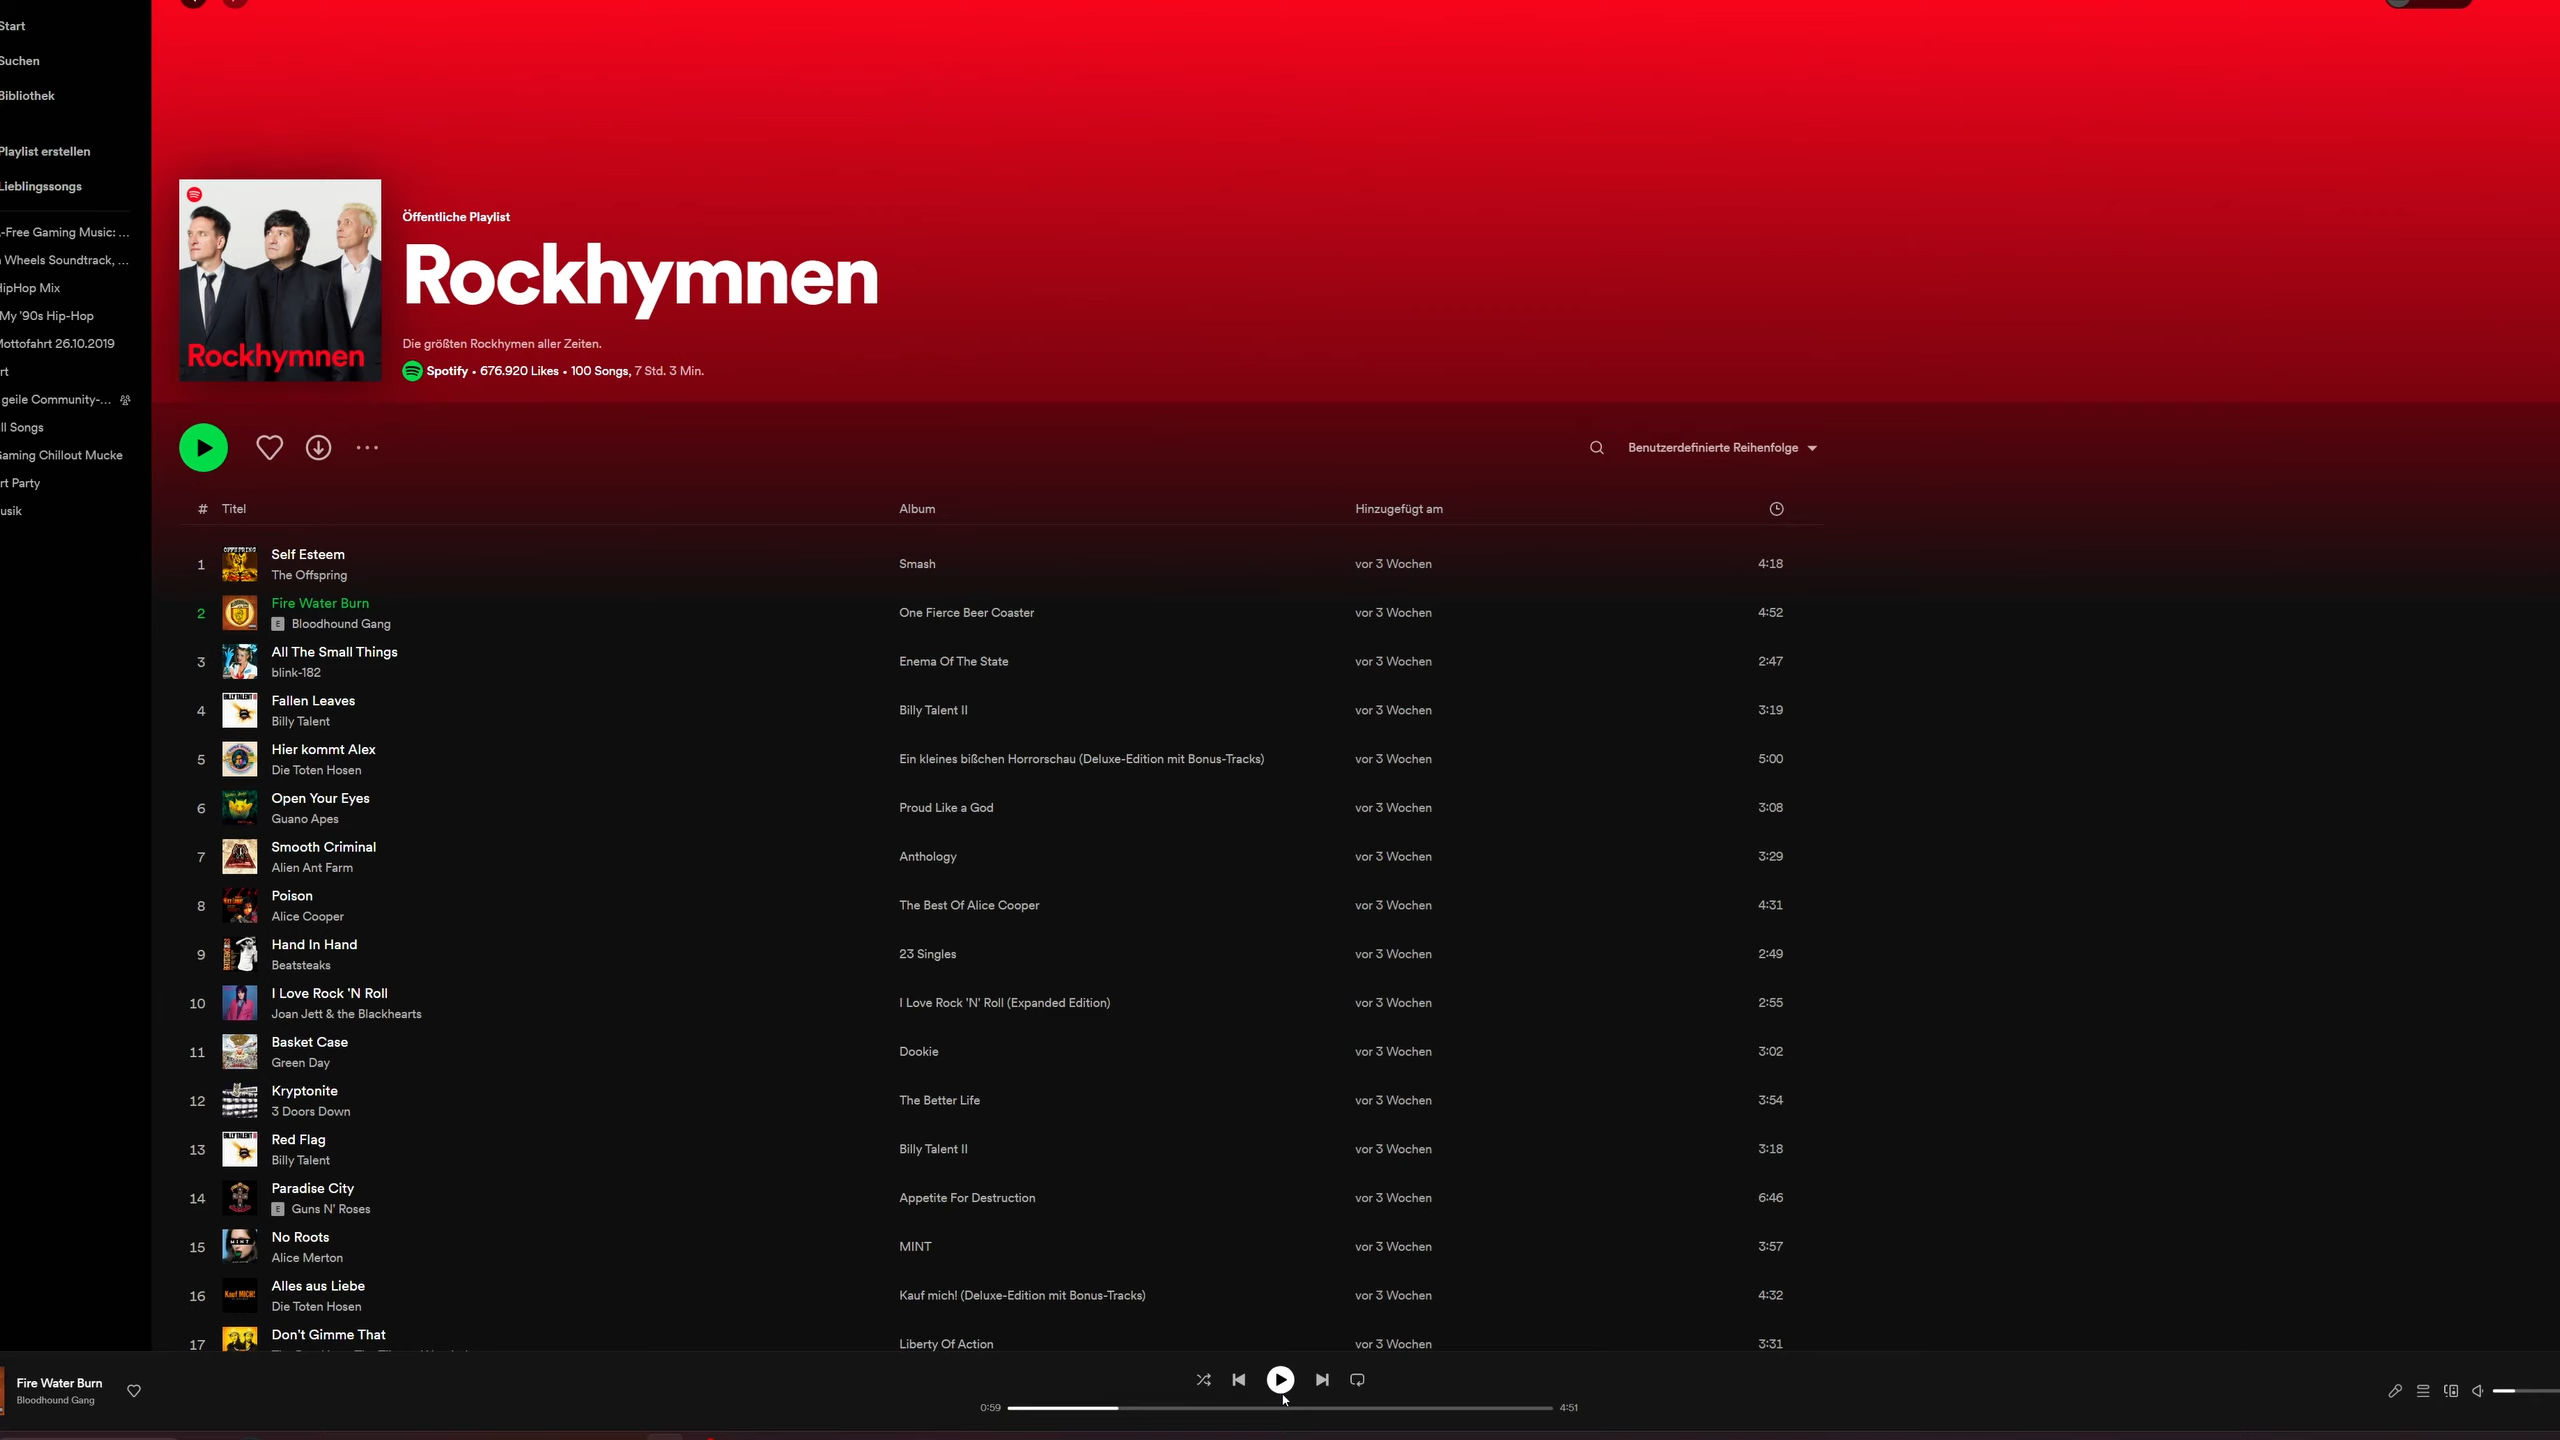 Start
Suchen
Bibliothek
Playlist erstellen
Lieblingssongs
-Free Gaming Music: ...
Wheels Soundtrack, ...
HipHop Mix
My '90s Hip-Hop
Mottofahrt 26.10.2019
geile Community-...
Songs
Gaming Chillout Mucke
Party
Rockhymnen
Öffentliche Playlist
Rockhymnen
Die größten Rockhymen aller Zeiten.
Spotify • 676.920 Likes • 100 Songs, 7 Std. 3 Min.
Benutzerdefinierte Reihenfolge
# Titel Album Hinzugefügt am
1 Self Esteem Smash vor 3 Wochen 4:18
The Offspring
2 Fire Water Burn One Fierce Beer Coaster vor 3 Wochen 4:52
E Bloodhound Gang
3 All The Small Things Enema Of The State vor 3 Wochen 2:47
blink-182
4 Fallen Leaves Billy Talent II vor 3 Wochen 3:19
Billy Talent
5 Hier kommt Alex Ein kleines bißchen Horrorschau (Deluxe-Edition mit Bonus-Tracks) vor 3 Wochen 5:00
Die Toten Hosen
6 Open Your Eyes Proud Like a God vor 3 Wochen 3:08
Guano Apes
7 Smooth Criminal Anthology vor 3 Wochen 3:29
Alien Ant Farm
8 Poison The Best Of Alice Cooper vor 3 Wochen 4:31
Alice Cooper
9 Hand In Hand 23 Singles vor 3 Wochen 2:49
Beatsteaks
10 I Love Rock 'N Roll I Love Rock 'N' Roll (Expanded Edition) vor 3 Wochen 2:55
Joan Jett & the Blackhearts
11 Basket Case Dookie vor 3 Wochen 3:02
Green Day
12 Kryptonite The Better Life vor 3 Wochen 3:54
3 Doors Down
13 Red Flag Billy Talent II vor 3 Wochen 3:18
Billy Talent
14 Paradise City Appetite For Destruction vor 3 Wochen 6:46
E Guns N' Roses
15 No Roots MINT vor 3 Wochen 3:57
Alice Merton
16 Alles aus Liebe Kauf mich! (Deluxe-Edition mit Bonus-Tracks) vor 3 Wochen 4:32
Die Toten Hosen
17 Don't Gimme That Liberty Of Action vor 3 Wochen 3:31
Fire Water Burn
Bloodhound Gang
0:59 4:51